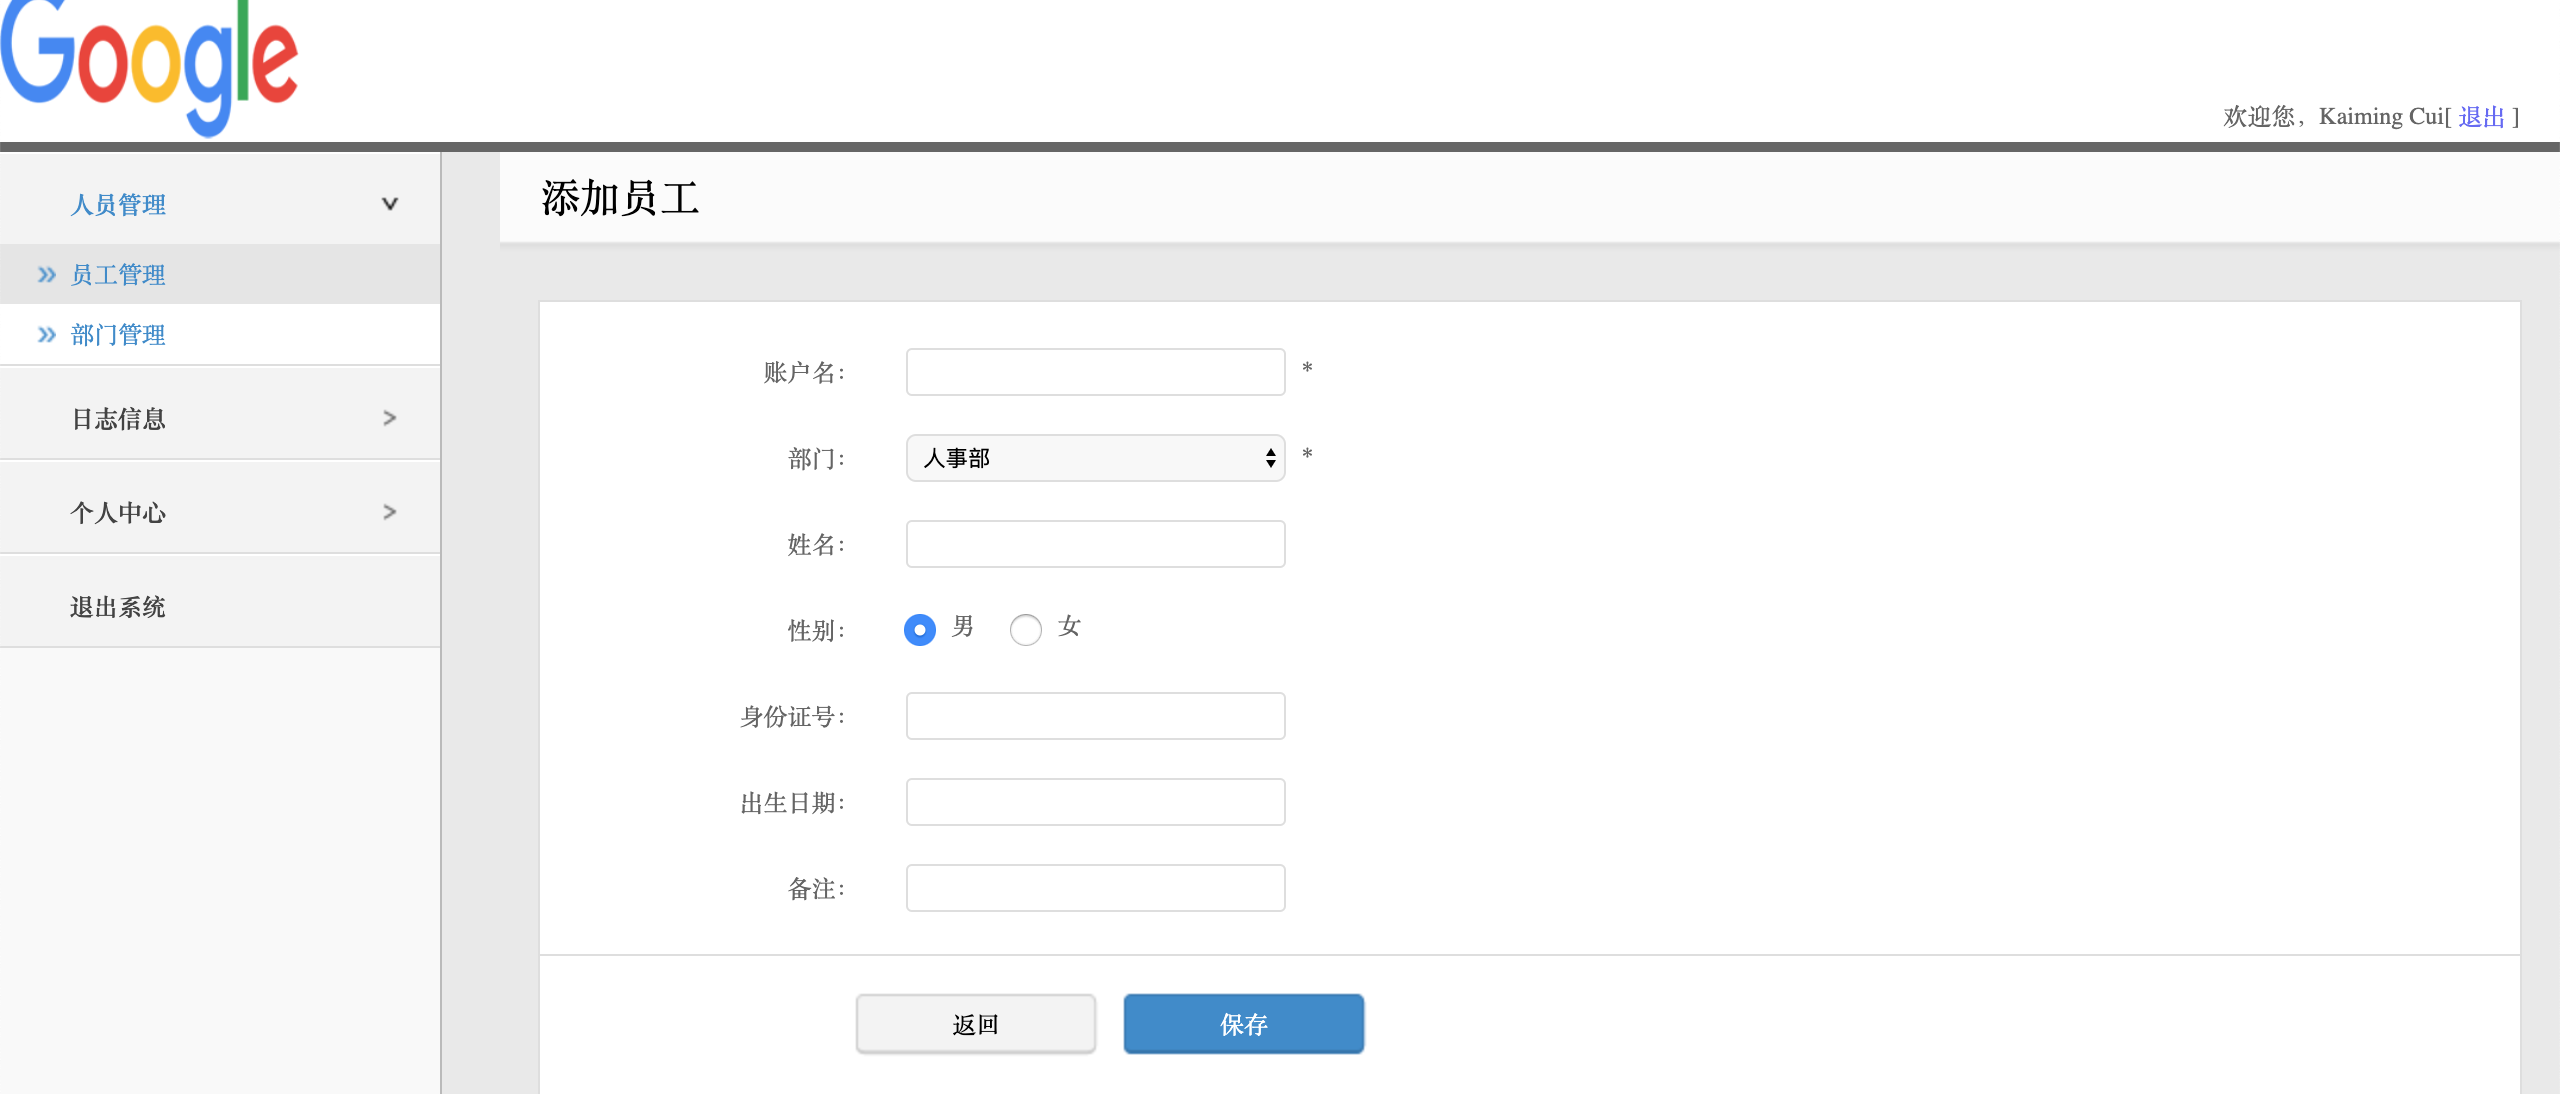 Google
欢迎您，Kaiming Cui[ 退出 ]
人员管理
员工管理
部门管理
日志信息
个人中心
退出系统
添加员工
账户名： *
部门： 人事部 *
姓名：
性别： 男 女
身份证号：
出生日期：
备注：
返回 保存